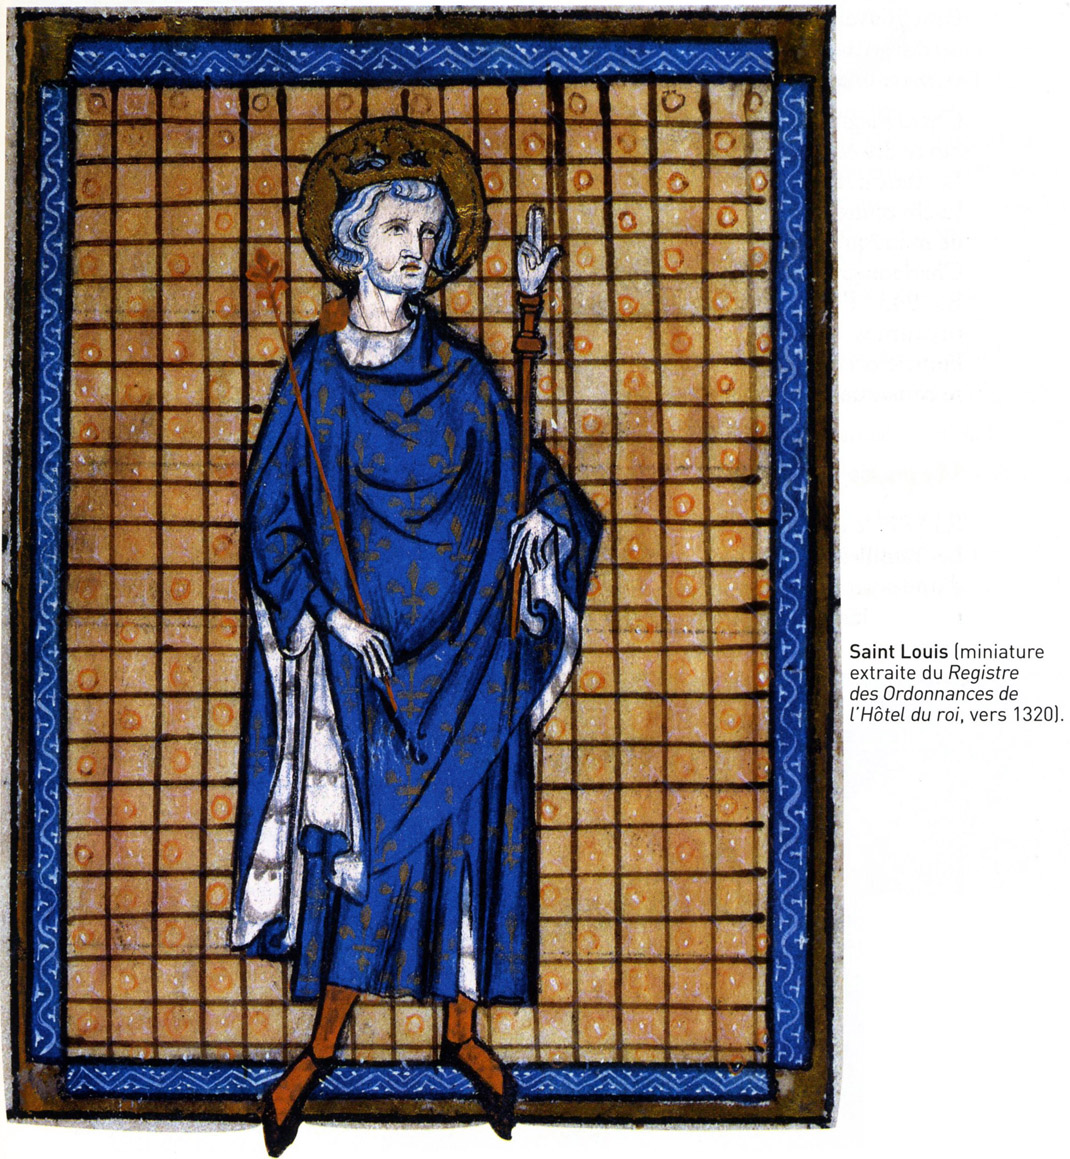 Saint Louis (miniature
extraite du Registre
des Ordonnances de
l'Hôtel du roi, vers 1320).